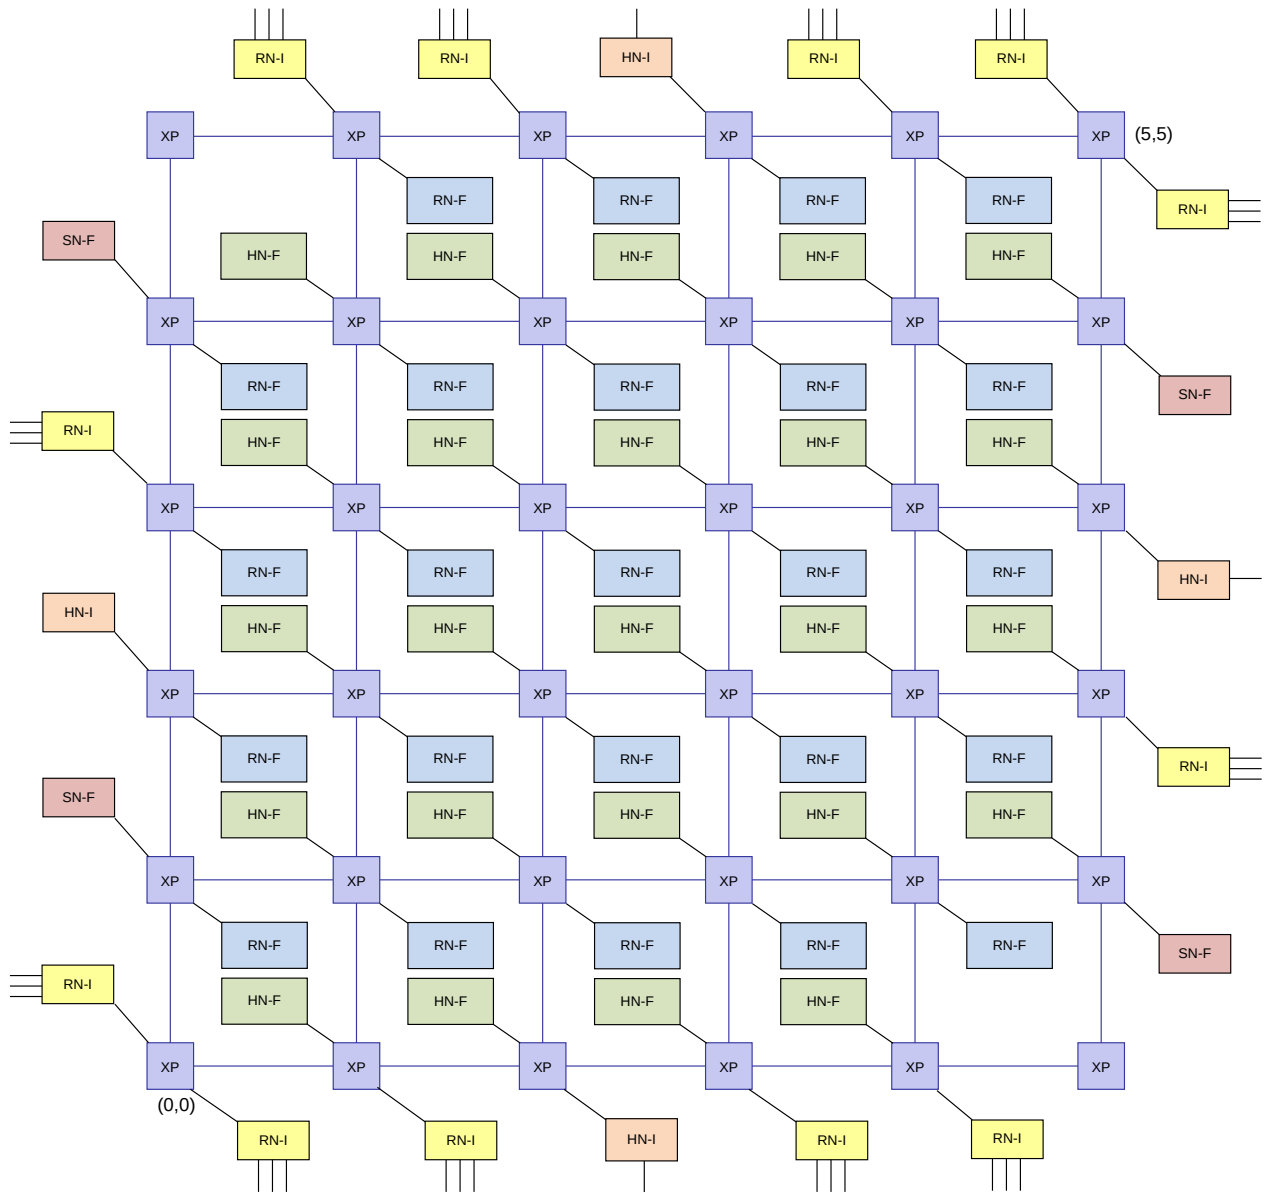 RN-I RN-I HN-I RN-I RN-I
XP XP XP XP XP XP (5,5)
RN-F RN-F RN-F RN-F RN-I
SN-F HN-F HN-F HN-F HN-F HN-F
XP XP XP XP XP XP
RN-F RN-F RN-F RN-F RN-F SN-F
RN-I HN-F HN-F HN-F HN-F HN-F
XP XP XP XP XP XP
RN-F RN-F RN-F RN-F RN-F HN-I
HN-I HN-F HN-F HN-F HN-F HN-F
XP XP XP XP XP XP
RN-F RN-F RN-F RN-F RN-F RN-I
SN-F HN-F HN-F HN-F HN-F HN-F
XP XP XP XP XP XP
RN-F RN-F RN-F RN-F RN-F SN-F
RN-I HN-F HN-F HN-F HN-F
XP XP XP XP XP XP
(0,0)
RN-I RN-I HN-I RN-I RN-I